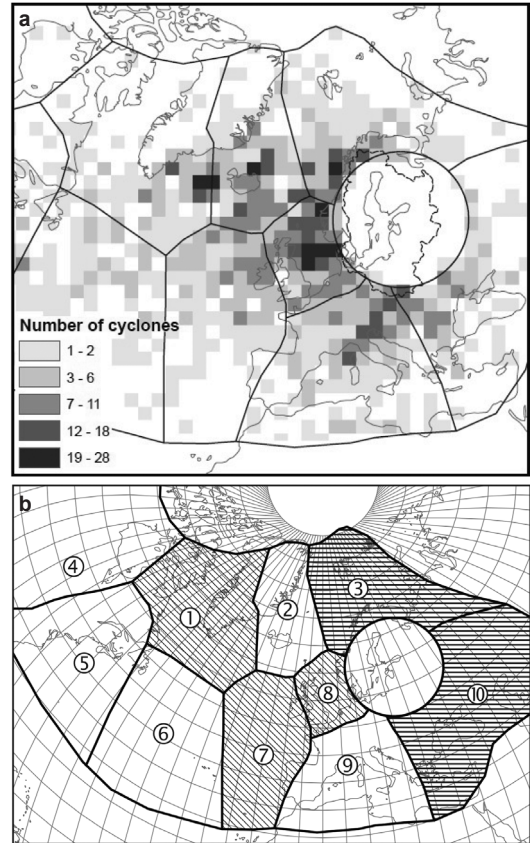 a
Number of cyclones
1 - 2
3 - 6
7 - 11
12 - 18
19 - 28
b
④
③
②
①
⑤
⑧
⑩
⑥
⑦
⑨